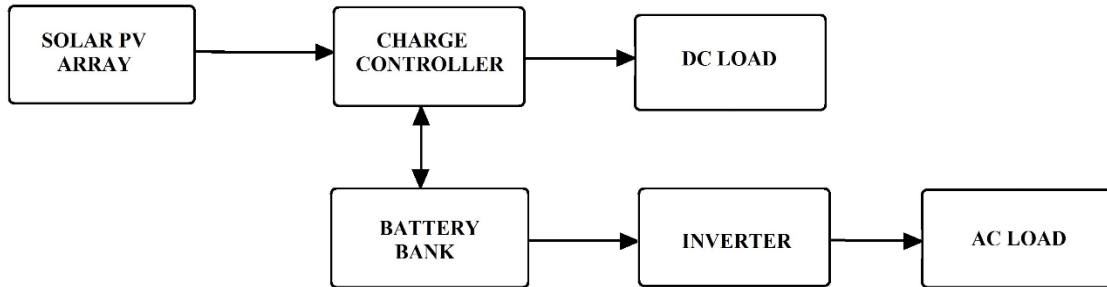 SOLAR PV
ARRAY
CHARGE
CONTROLLER
DC LOAD
BATTERY
BANK
INVERTER
AC LOAD